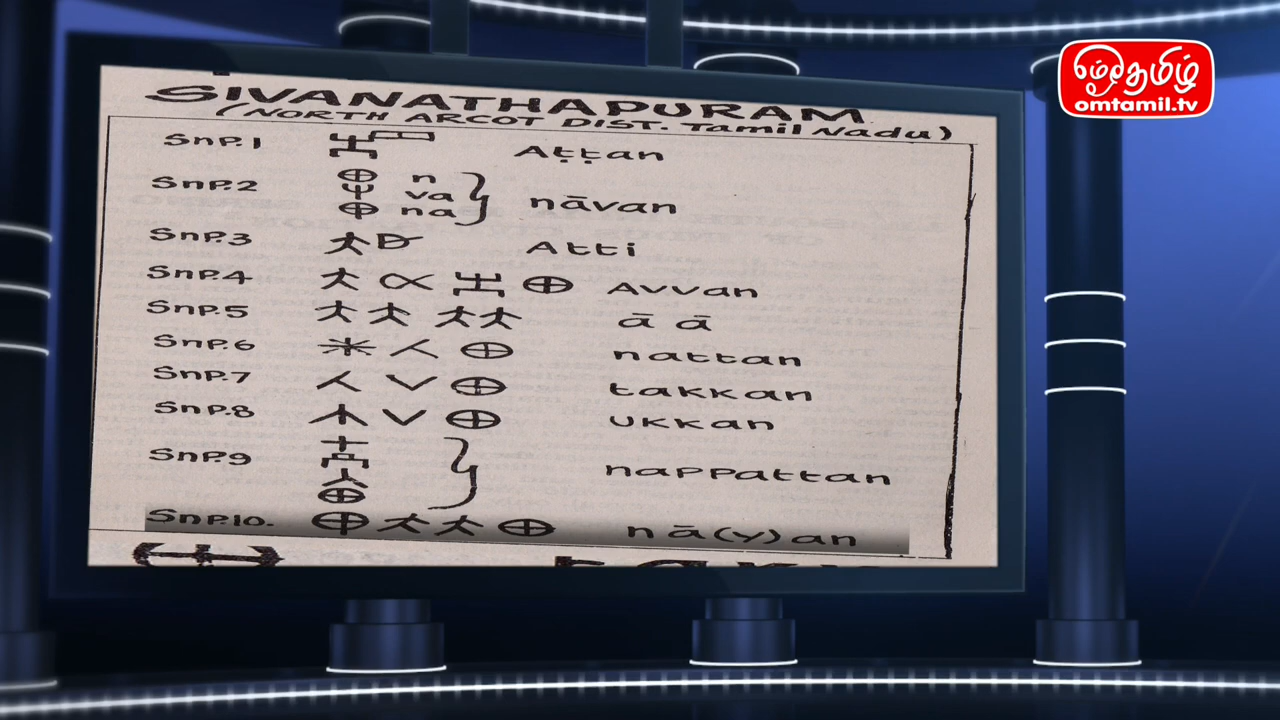 ஓம்தமிழ்
omtamil.tv
SIVANATHAPURAM
(NORTH ARCOT DIST. Tamil Nadu)
SnP.1 Aṭṭan
SnP.2 n va na nāvan
SnP.3 Atti
SnP.4 Avvan
SnP.5 ā ā
SnP.6 nattan
SnP.7 takkan
SnP.8 ukkan
SnP.9 nappattan
SnP.10. nā(y)an